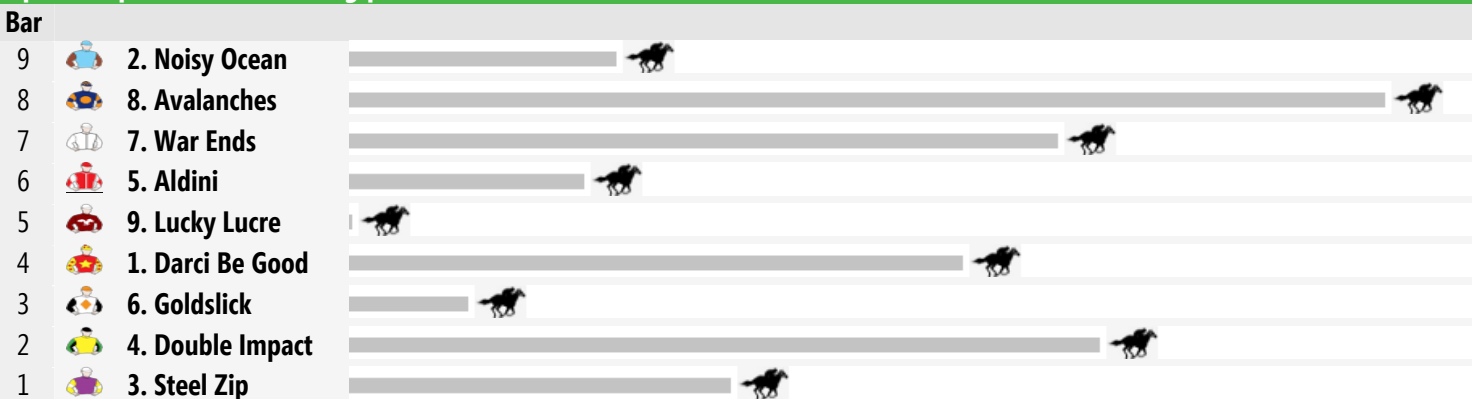 Bar
9 2. Noisy Ocean
8 8. Avalanches
7 7. War Ends
6 5. Aldini
5 9. Lucky Lucre
4 1. Darci Be Good
3 6. Goldslick
2 4. Double Impact
1 3. Steel Zip